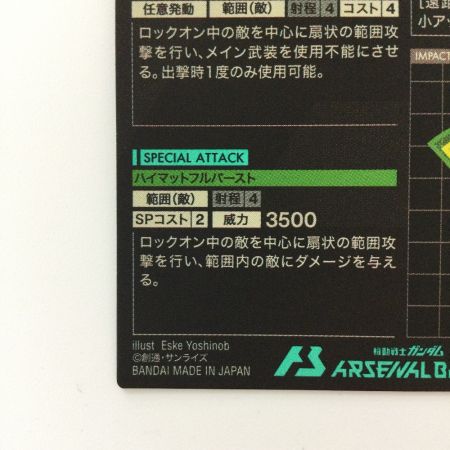 任意発動 範囲(敵) 射程 4 コスト 4
ロックオン中の敵を中心に扇状の範囲攻
撃を行い、メイン武装を使用不能にさせ
る。出撃時1度のみ使用可能。
小ア
IMPACT
SPECIAL ATTACK
ハイマットフルバースト
範囲(敵) 射程 4
SPコスト 2 威力 3500
ロックオン中の敵を中心に扇状の範囲攻
撃を行い、範囲内の敵にダメージを与え
る。
illust Eske Yoshinob
©創通・サンライズ
BANDAI MADE IN JAPAN
機動戦士ガンダム
ARSENAL B